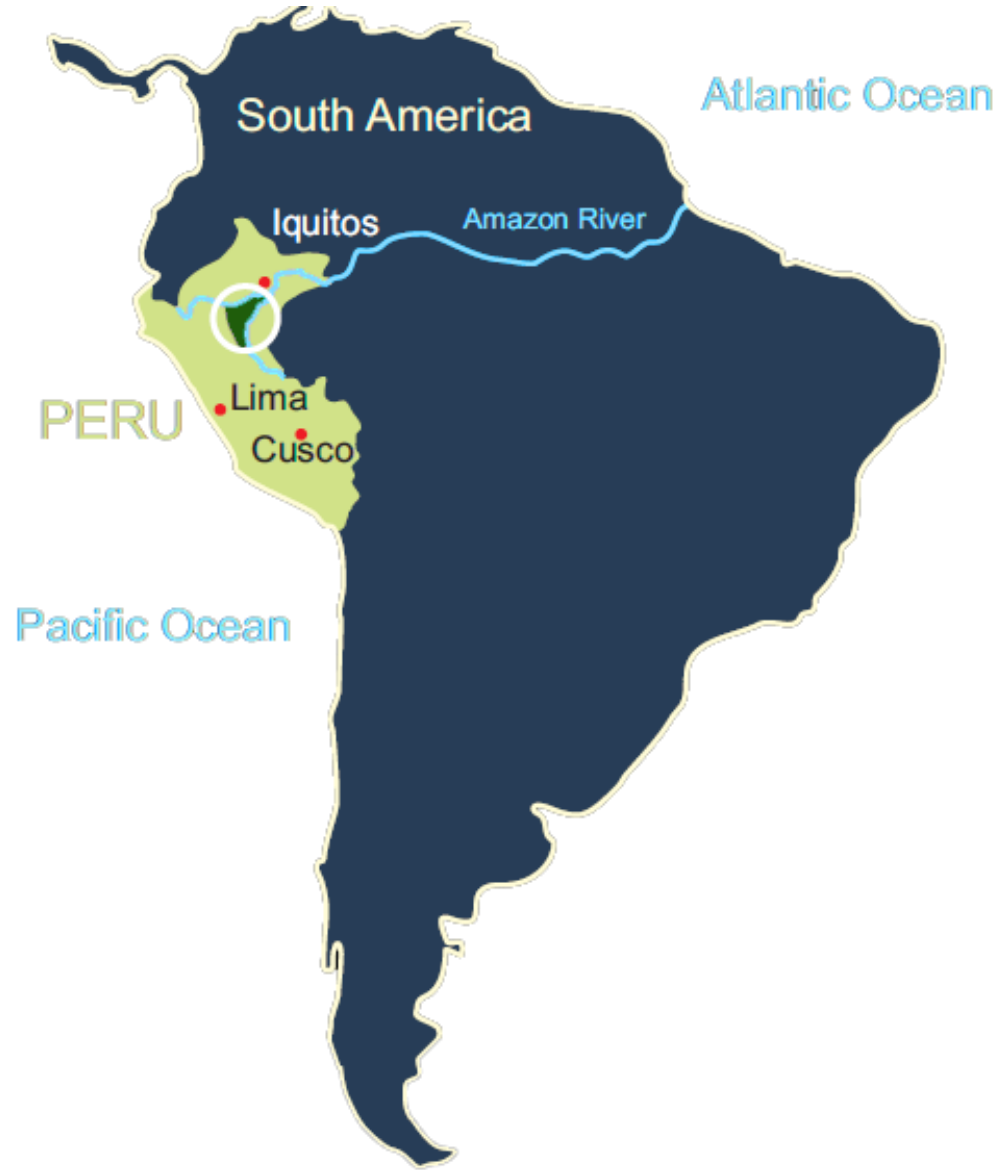 Atlantic Ocean
South America
Iquitos
Amazon River
Lima
PERU
Cusco
Pacific Ocean